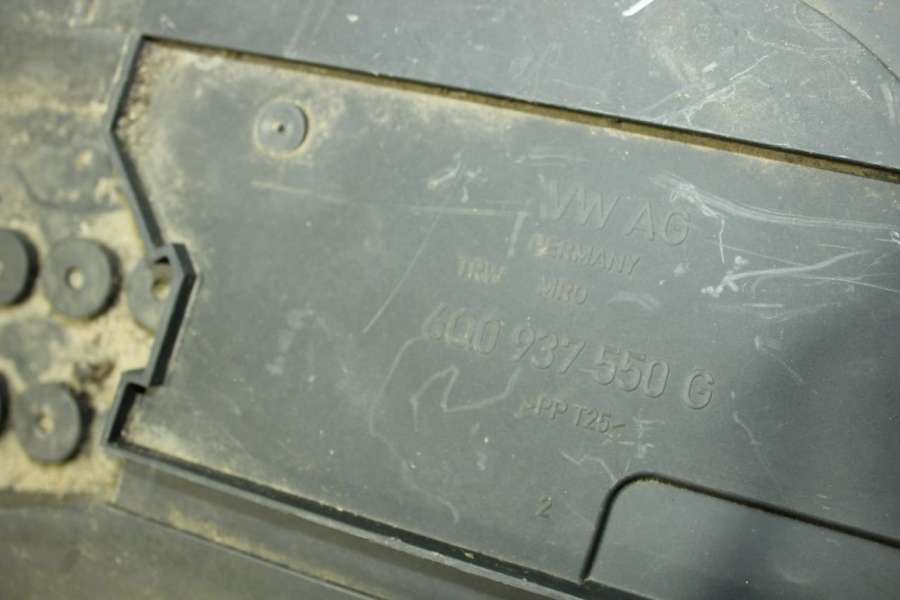 VW AG
GERMANY
TRW MRO
6Q0 937 550 G
>PP T25<
2